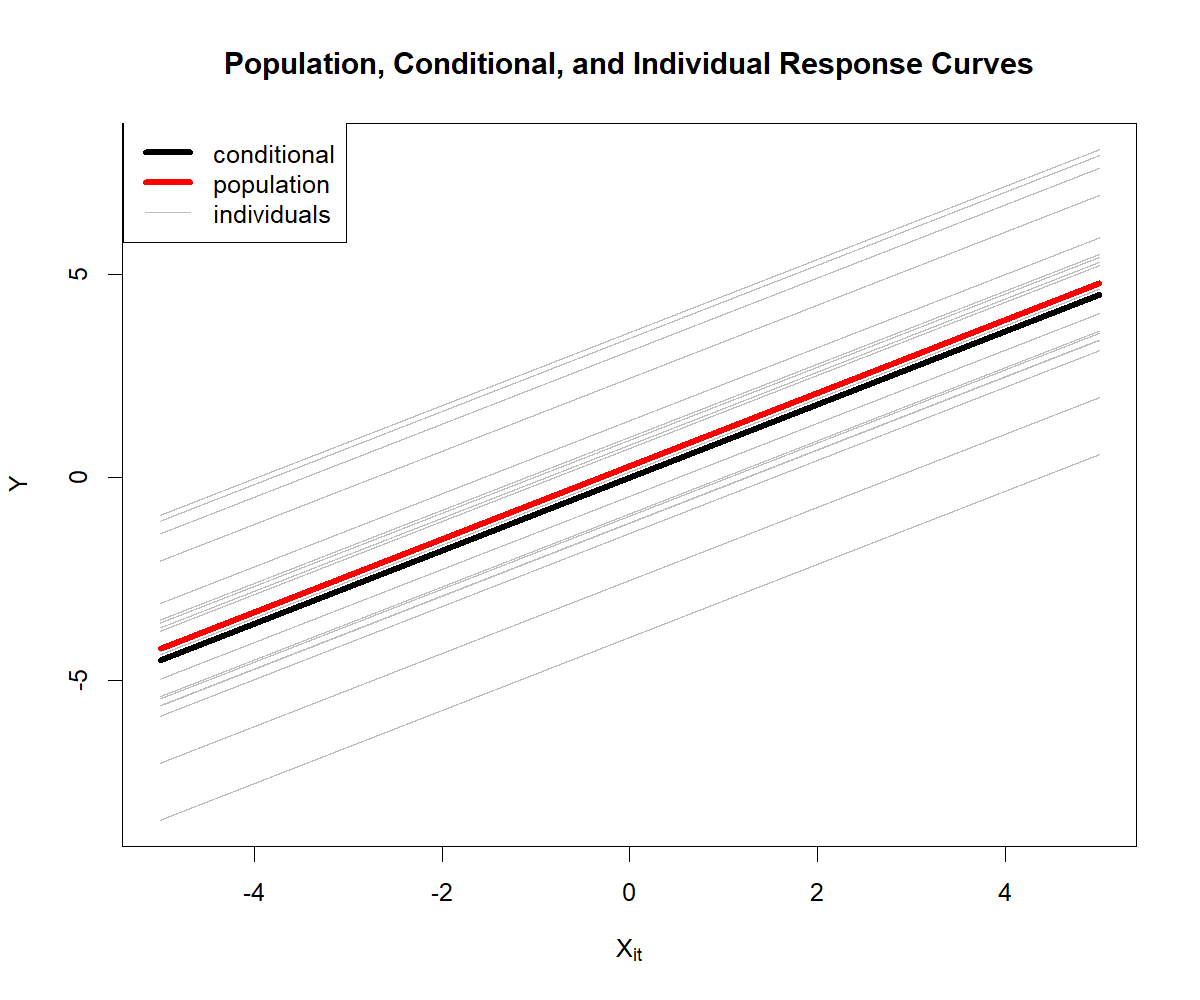 Population, Conditional, and Individual Response Curves
conditional
population
individuals
5
0
-5
Y
-4 -2 0 2 4
Xit